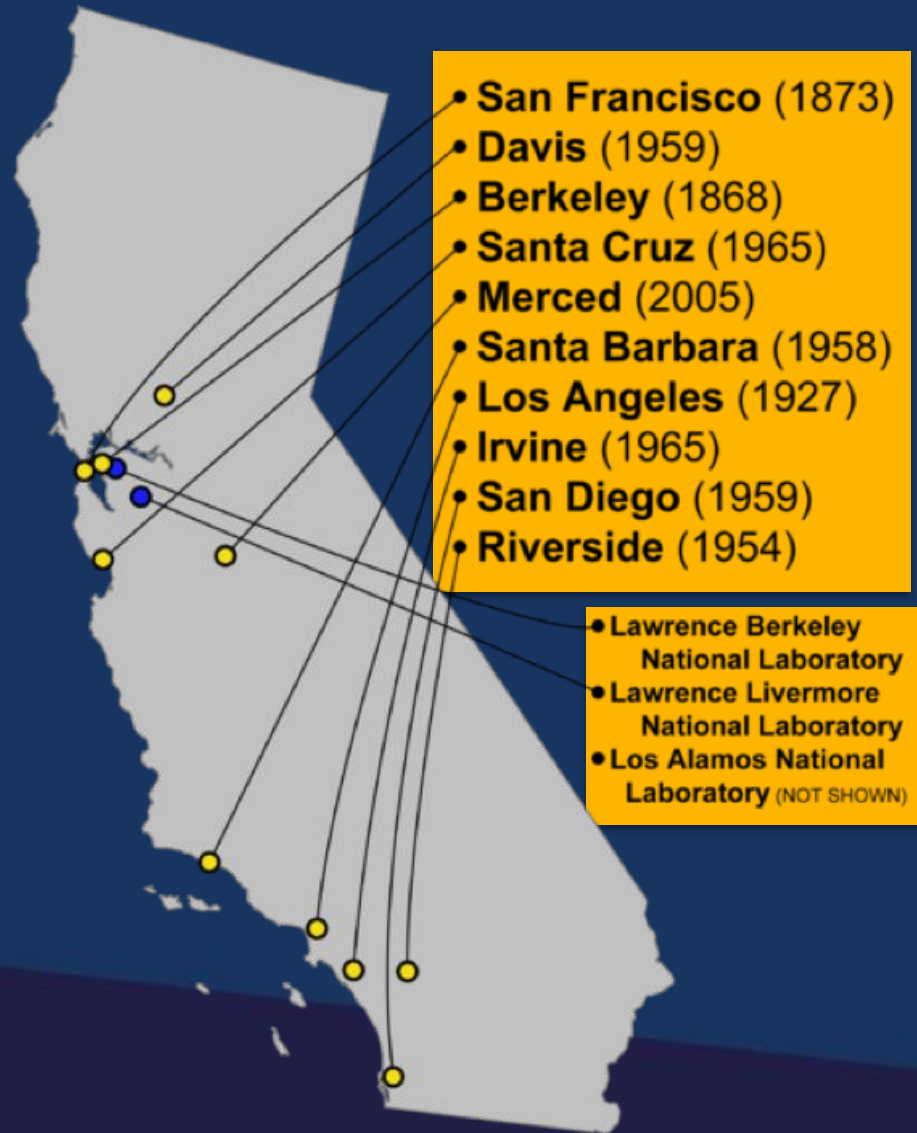 San Francisco (1873)
Davis (1959)
Berkeley (1868)
Santa Cruz (1965)
Merced (2005)
Santa Barbara (1958)
Los Angeles (1927)
Irvine (1965)
San Diego (1959)
Riverside (1954)
Lawrence Berkeley
National Laboratory
Lawrence Livermore
National Laboratory
Los Alamos National
Laboratory (NOT SHOWN)